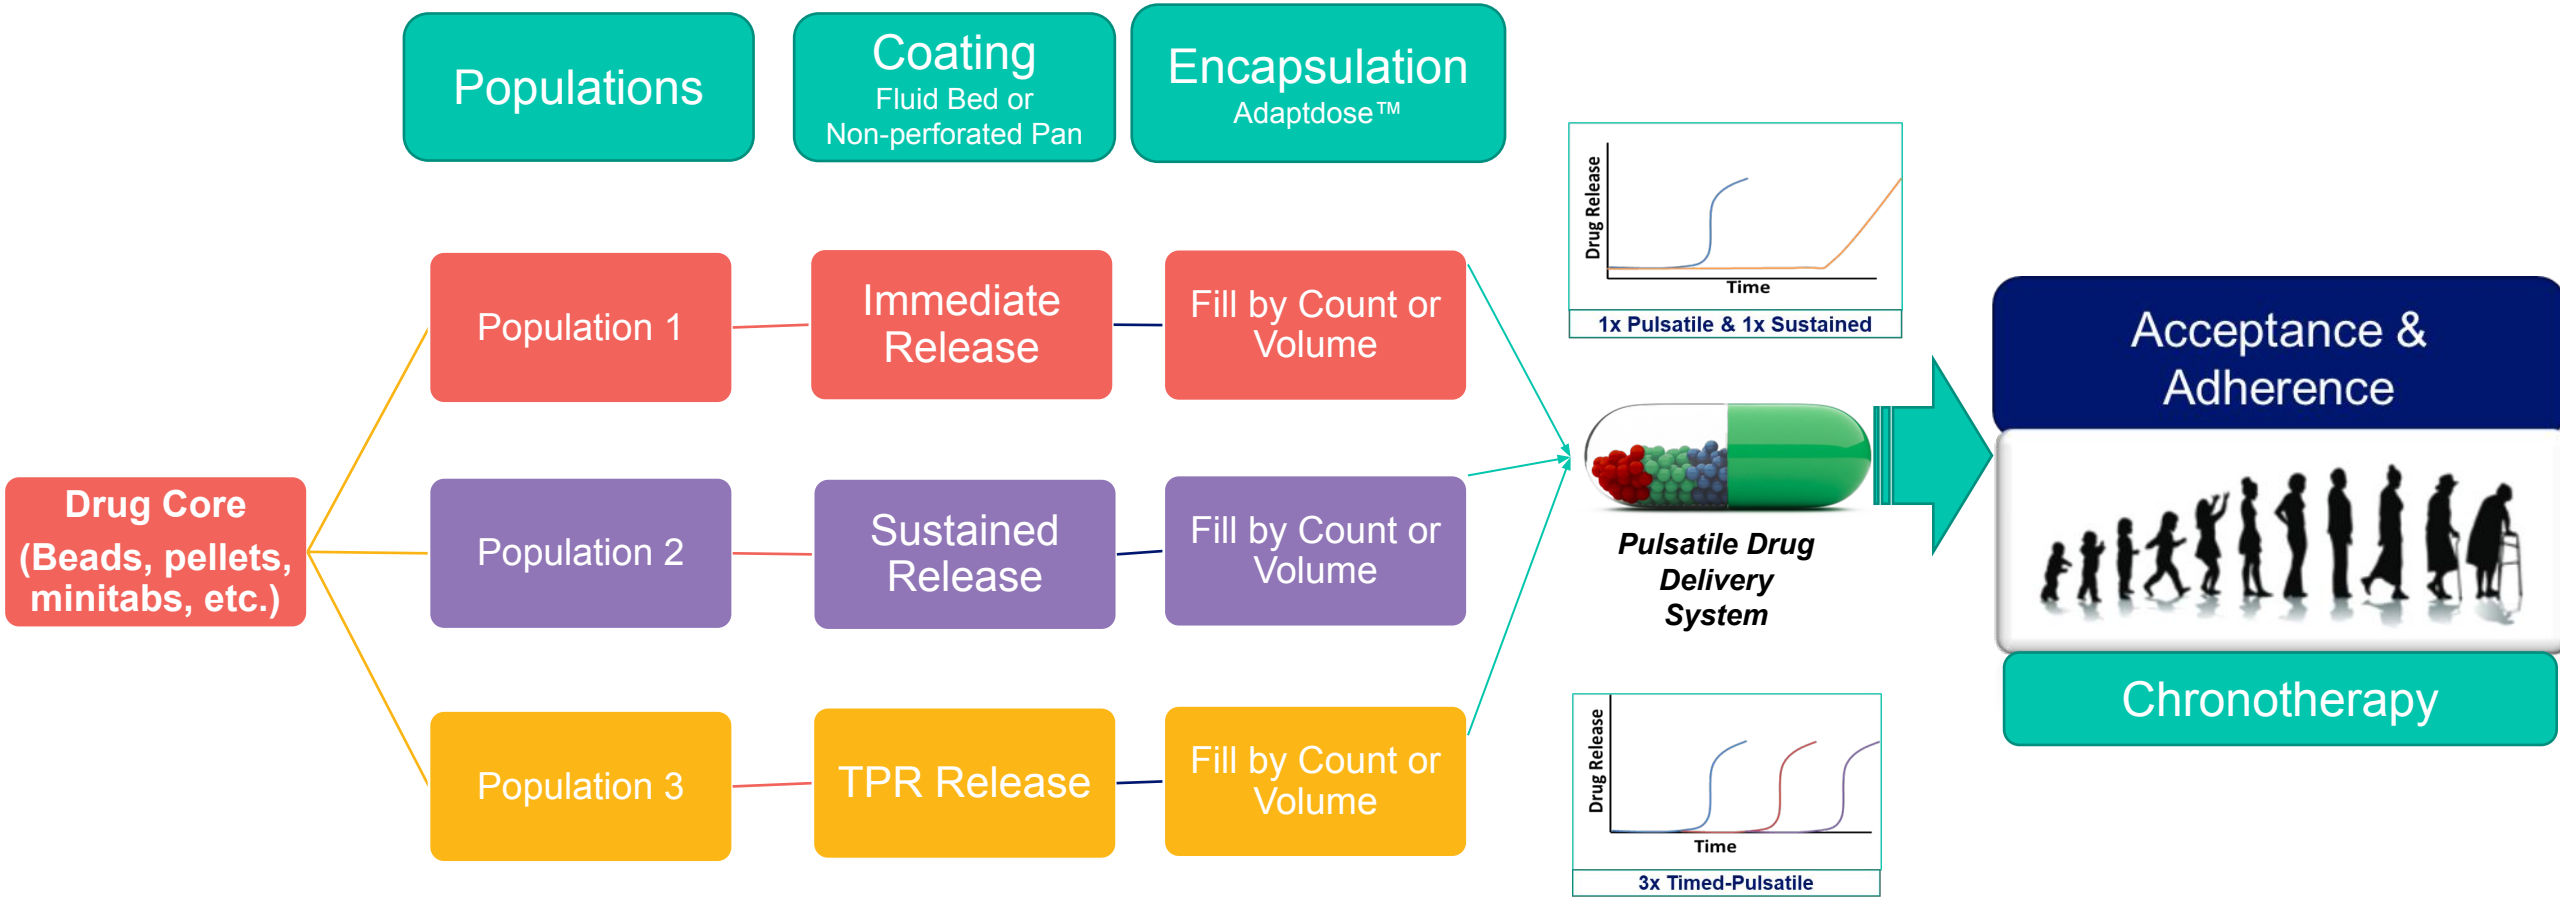 Populations
Coating
Fluid Bed or
Non-perforated Pan
Encapsulation
Adaptdose™
Drug Core
(Beads, pellets,
minitabs, etc.)
Population 1
Immediate
Release
Fill by Count or
Volume
Population 2
Sustained
Release
Fill by Count or
Volume
Population 3
TPR Release
Fill by Count or
Volume
Drug Release
Time
1x Pulsatile & 1x Sustained
Pulsatile Drug
Delivery
System
Drug Release
Time
3x Timed-Pulsatile
Acceptance &
Adherence
Chronotherapy